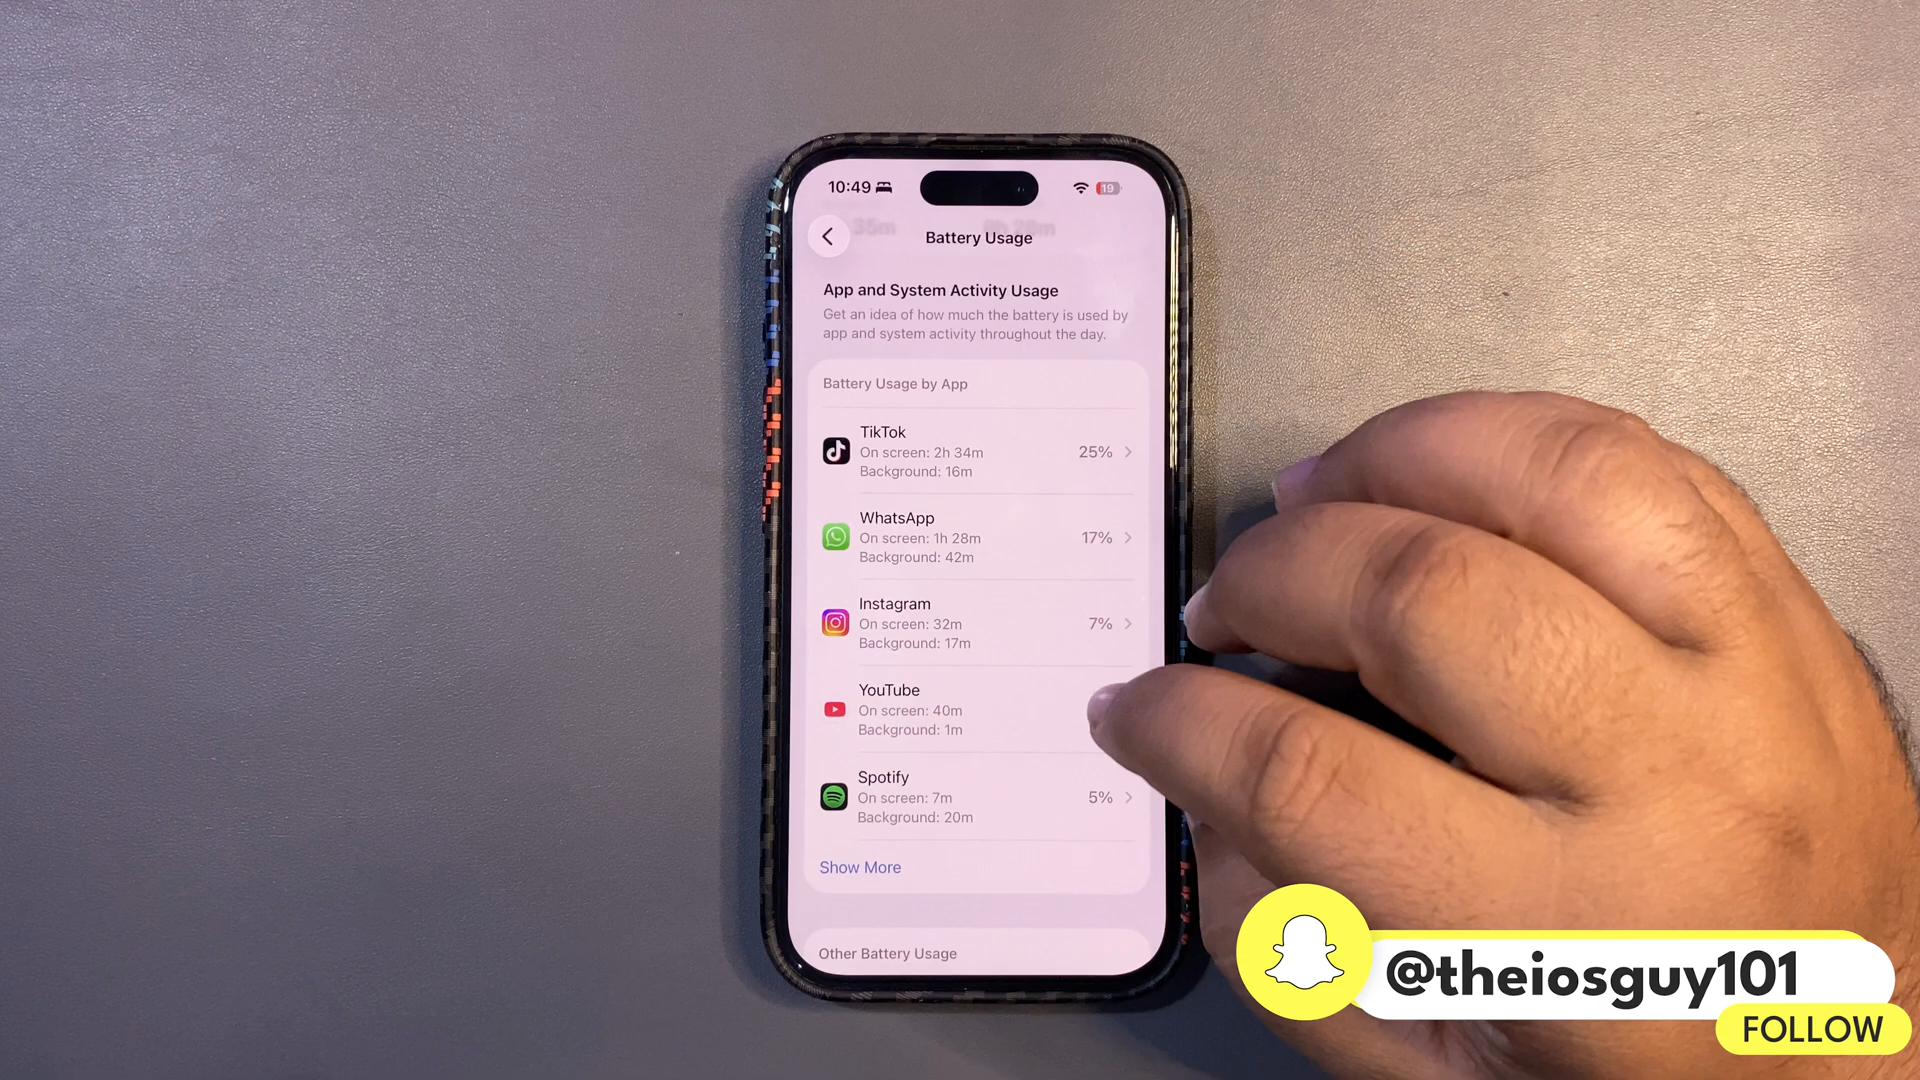 10:49
19
Battery Usage
App and System Activity Usage
Get an idea of how much the battery is used by
app and system activity throughout the day.
Battery Usage by App
TikTok
On screen: 2h 34m
25%
Background: 16m
WhatsApp
On screen: 1h 28m
17%
Background: 42m
Instagram
On screen: 32m
7%
Background: 17m
YouTube
On screen: 40m
Background: 1m
Spotify
On screen: 7m
5%
Background: 20m
Show More
Other Battery Usage
@theiosguy101
FOLLOW